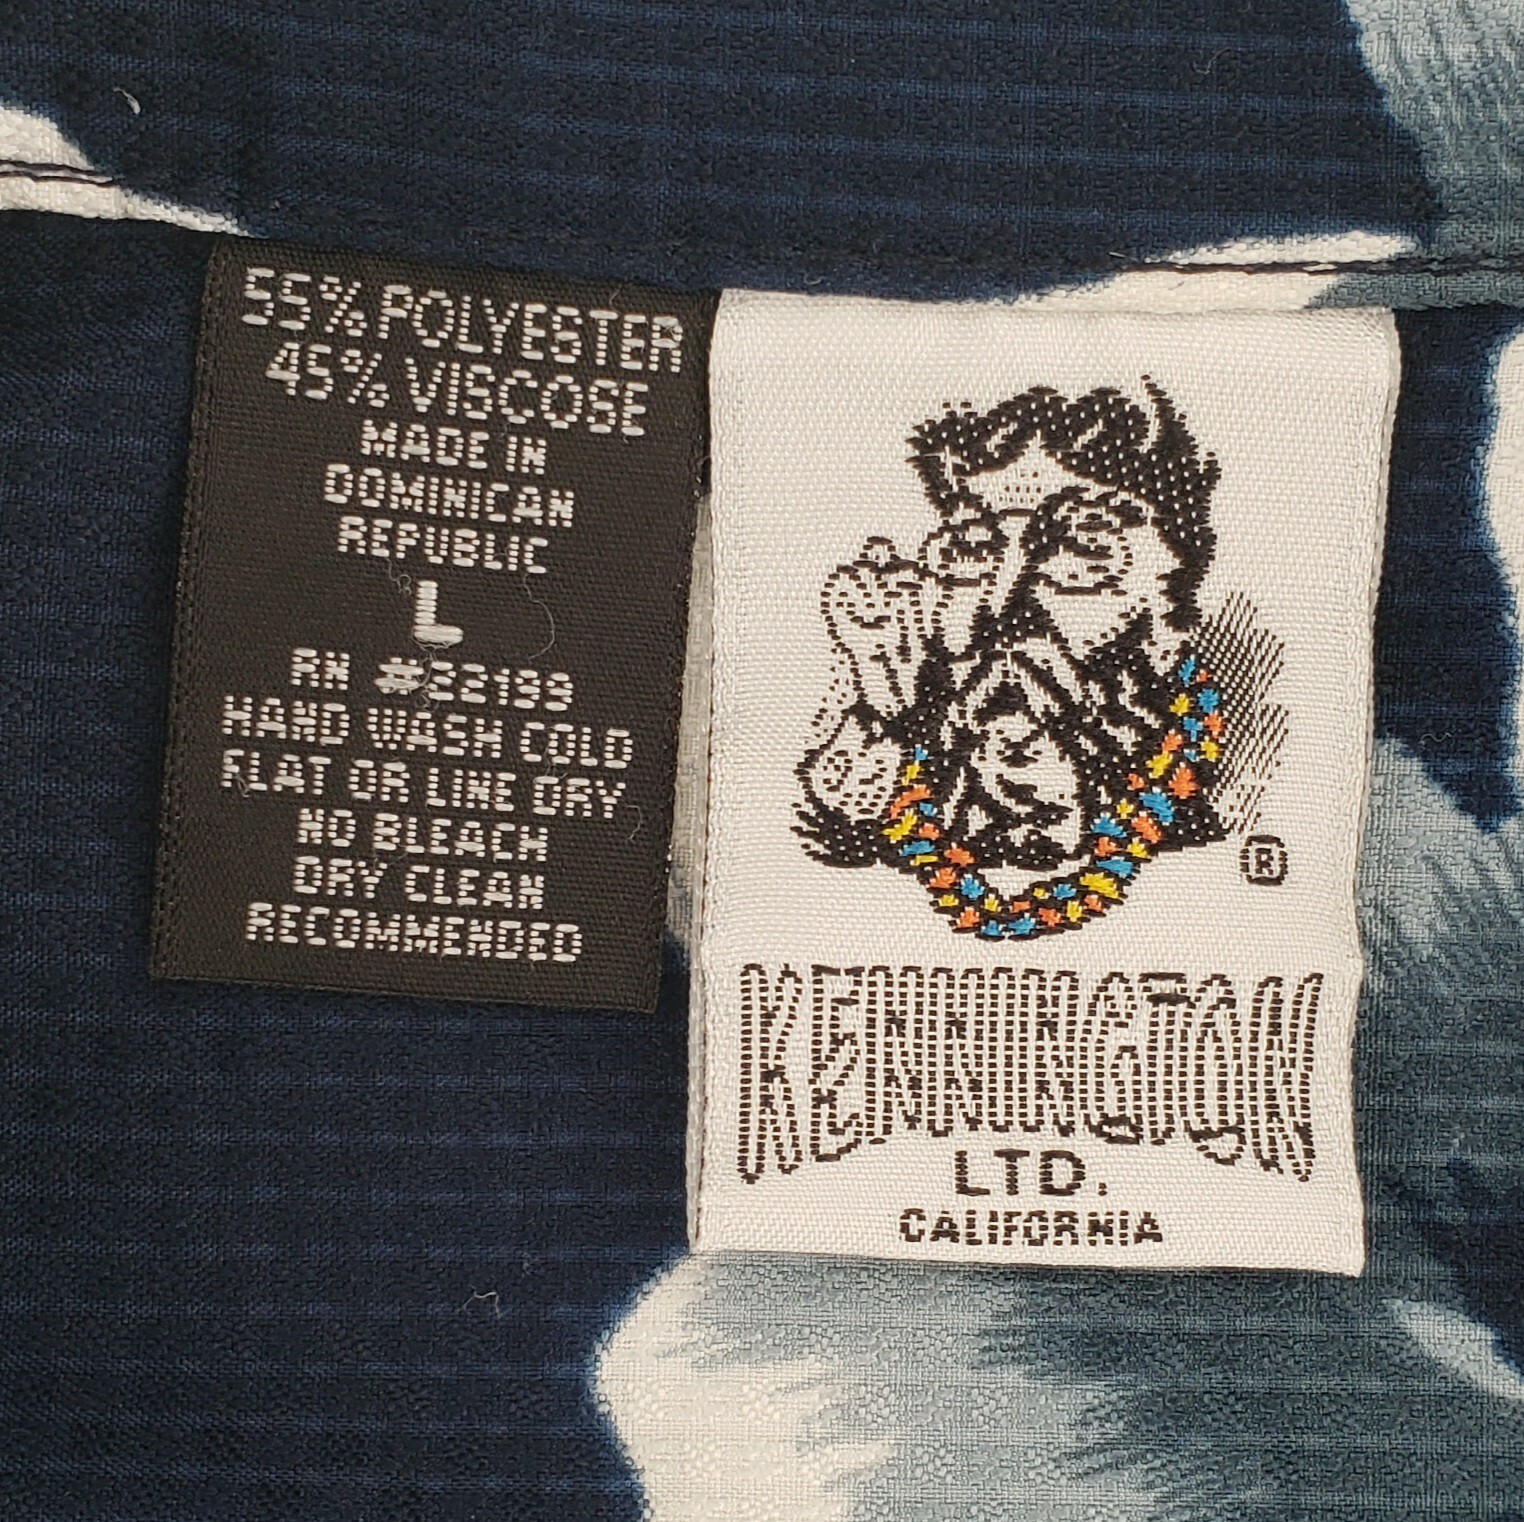 55% POLYESTER
45% VISCOSE
MADE IN
DOMINICAN
REPUBLIC
L
RN #22199
HAND WASH COLD
FLAT OR LINE DRY
NO BLEACH
DRY CLEAN
RECOMMENDED
®
KENNINGTON
LTD.
CALIFORNIA